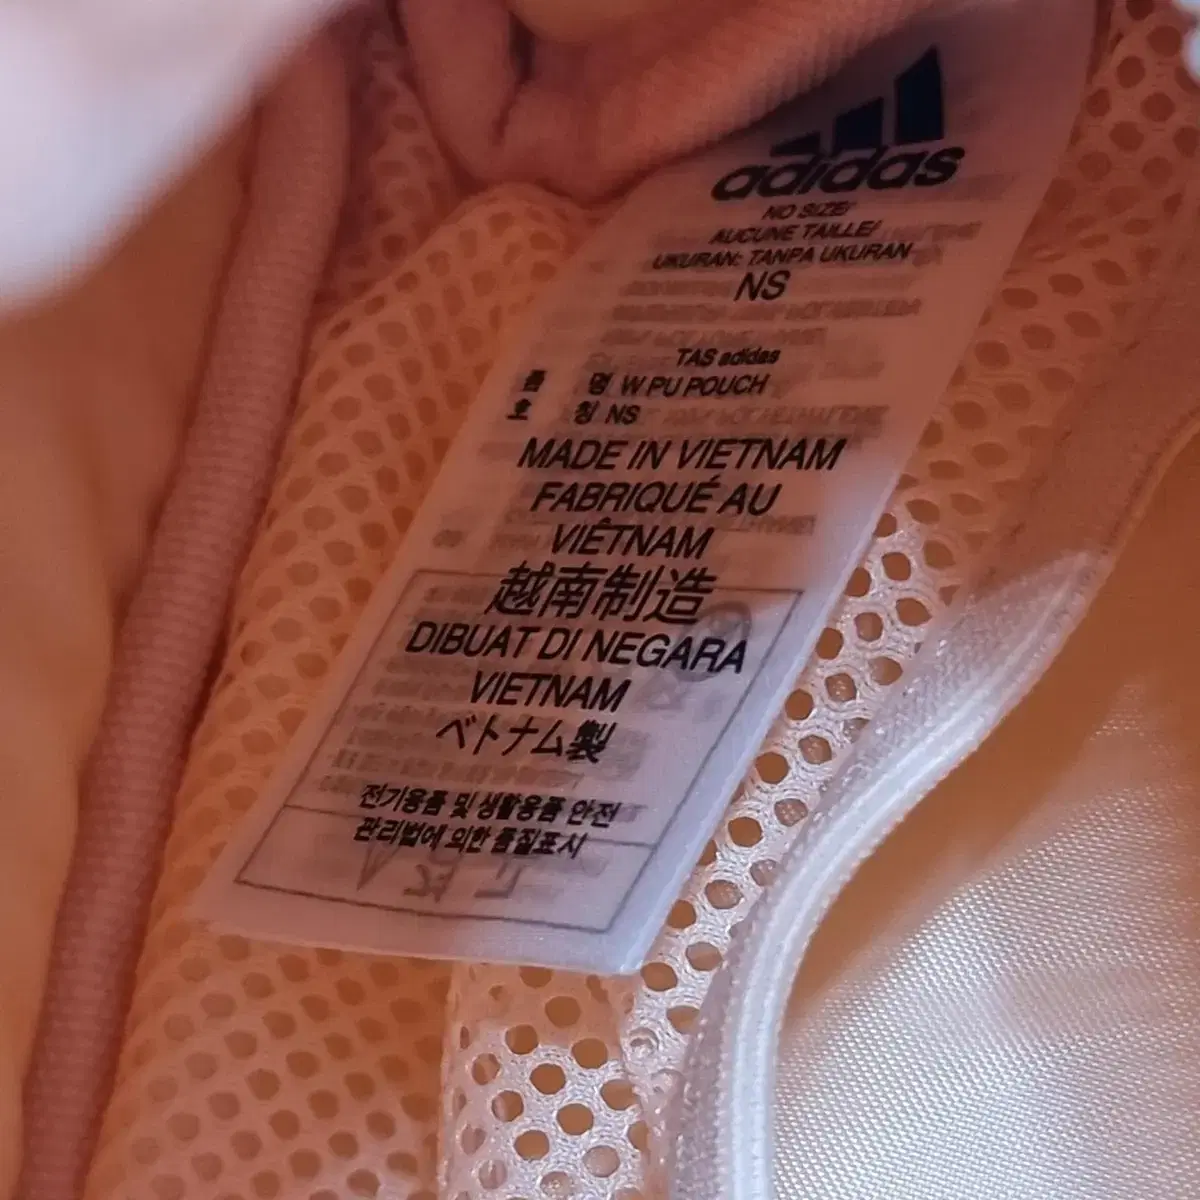 adidas
NO SIZE/
AUCUNE TAILLE/
UKURAN: TANPA UKURAN
NS
TAS adidas
품 명 W PU POUCH
호 칭 NS
MADE IN VIETNAM
FABRIQUÉ AU
VIÊTNAM
越南制造
DIBUAT DI NEGARA
VIETNAM
ベトナム製
전기용품 및 생활용품 안전
관리법에 의한 품질표시